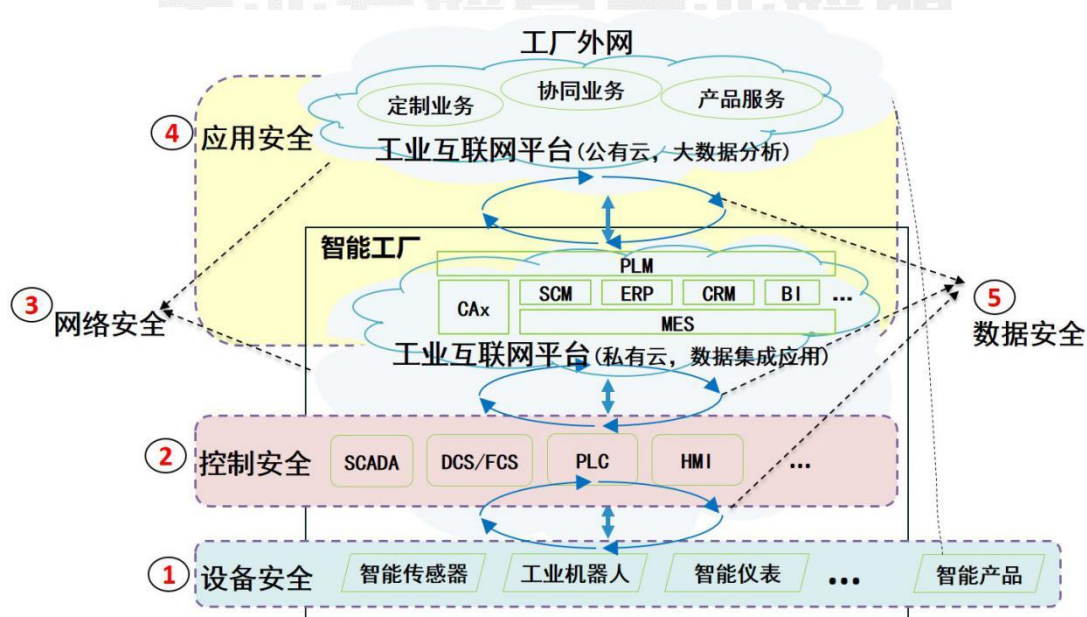 工厂外网
定制业务
协同业务
产品服务
④
应用安全
工业互联网平台(公有云，大数据分析)
智能工厂
PLM
CAx
SCM
ERP
CRM
BI
...
MES
③
网络安全
⑤
数据安全
工业互联网平台(私有云，数据集成应用)
②
控制安全
SCADA
DCS/FCS
PLC
HMI
...
①
设备安全
智能传感器
工业机器人
智能仪表
...
智能产品